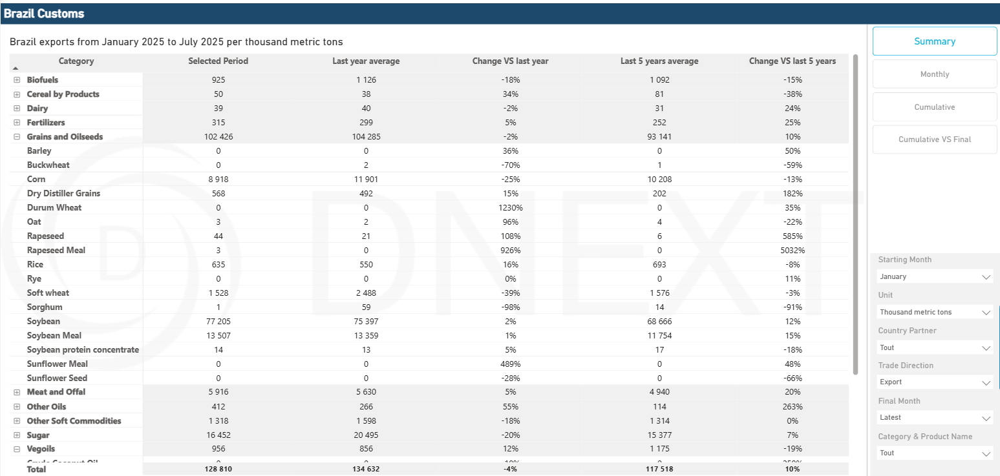 Brazil Customs
Brazil exports from January 2025 to July 2025 per thousand metric tons
Category Selected Period Last year average Change VS last year Last 5 years average Change VS last 5 years
Biofuels 925 1 126 -18% 1 092 -15%
Cereal by Products 50 38 34% 81 -38%
Dairy 39 40 -2% 31 24%
Fertilizers 315 299 5% 252 25%
Grains and Oilseeds 102 426 104 285 -2% 93 141 10%
Barley 0 0 36% 0 50%
Buckwheat 0 2 -70% 1 -59%
Corn 8 918 11 901 -25% 10 208 -13%
Dry Distiller Grains 568 492 15% 202 182%
Durum Wheat 0 0 1230% 0 35%
Oat 3 2 96% 4 -22%
Rapeseed 44 21 108% 6 585%
Rapeseed Meal 3 0 926% 0 5032%
Rice 635 550 16% 693 -8%
Rye 0 0 0% 0 11%
Soft wheat 1 528 2 488 -39% 1 576 -3%
Sorghum 1 59 -98% 14 -91%
Soybean 77 205 75 397 2% 68 666 12%
Soybean Meal 13 507 13 359 1% 11 754 15%
Soybean protein concentrate 14 13 5% 17 -18%
Sunflower Meal 0 0 489% 0 48%
Sunflower Seed 0 0 -28% 0 -66%
Meat and Offal 5 916 5 630 5% 4 940 20%
Other Oils 412 266 55% 114 263%
Other Soft Commodities 1 318 1 598 -18% 1 314 0%
Sugar 16 452 20 495 -20% 15 377 7%
Vegoils 956 856 12% 1 175 -19%
Crude Coconut Oil
Total 128 810 134 632 -4% 117 518 10%
D DNEXT
Summary
Monthly
Cumulative
Cumulative VS Final
Starting Month
January
Unit
Thousand metric tons
Country Partner
Tout
Trade Direction
Export
Final Month
Latest
Category & Product Name
Tout